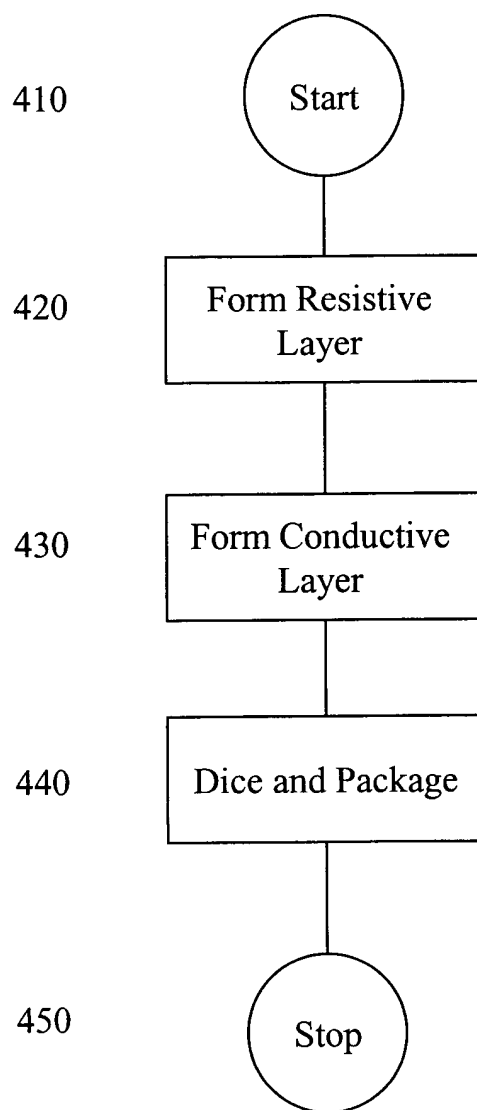 410
Start
420
Form Resistive
Layer
430
Form Conductive
Layer
440
Dice and Package
450
Stop